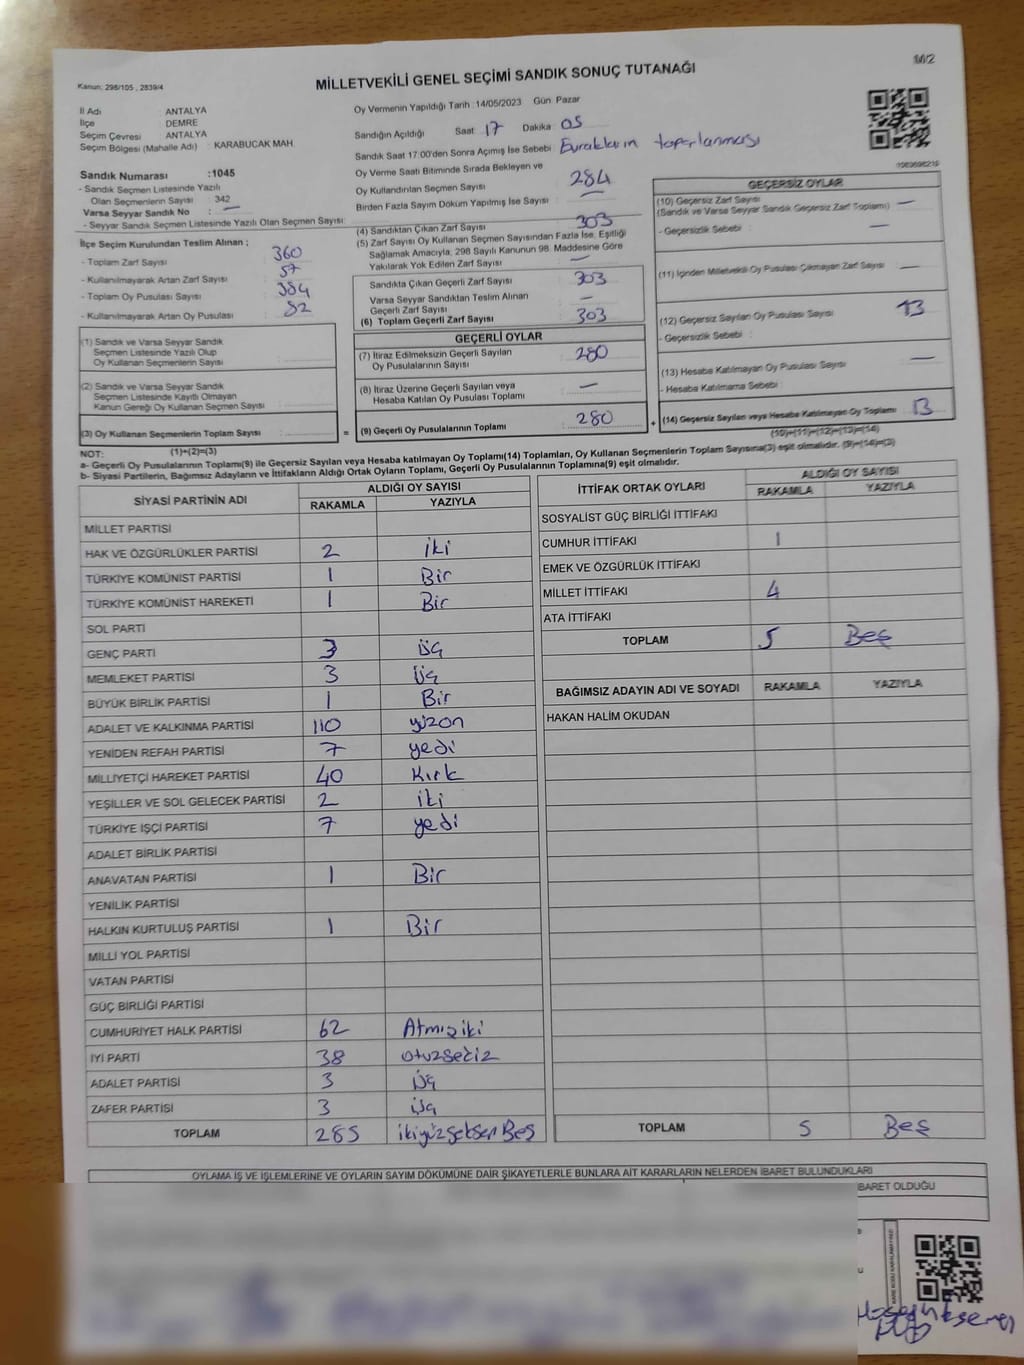 M2
Kanun: 298/105 , 2839/4
MİLLETVEKİLİ GENEL SEÇİMİ SANDIK SONUÇ TUTANAĞI
İl Adı : ANTALYA
İlçe : DEMRE
Seçim Çevresi : ANTALYA
Seçim Bölgesi (Mahalle Adı) : KARABUCAK MAH.
Sandık Numarası :1045
- Sandık Seçmen Listesinde Yazılı
Olan Seçmenlerin Sayısı : 342
Varsa Seyyar Sandık No : —
- Seyyar Sandık Seçmen Listesinde Yazılı Olan Seçmen Sayısı:
İlçe Seçim Kurulundan Teslim Alınan ;
- Toplam Zarf Sayısı 360
- Kullanılmayarak Artan Zarf Sayısı 57
- Toplam Oy Pusulası Sayısı 384
- Kullanılmayarak Artan Oy Pusulası 82
(1) Sandık ve Varsa Seyyar Sandık
Seçmen Listesinde Yazılı Olup
Oy Kullanan Seçmenlerin Sayısı
(2) Sandık ve Varsa Seyyar Sandık
Seçmen Listesinde Kayıtlı Olmayan
Kanun Gereği Oy Kullanan Seçmen Sayısı :
(3) Oy Kullanan Seçmenlerin Toplam Sayısı :
Oy Vermenin Yapıldığı Tarih : 14/05/2023 Gün: Pazar
Sandığın Açıldığı Saat 17 Dakika : 05
Sandık Saat 17:00'den Sonra Açımış İse Sebebi : Evrakların toparlanması
Oy Verme Saati Bitiminde Sırada Bekleyen ve
Oy Kullandırılan Seçmen Sayısı 284
Birden Fazla Sayım Döküm Yapılmış İse Sayısı : —
(4) Sandıktan Çıkan Zarf Sayısı 303
(5) Zarf Sayısı Oy Kullanan Seçmen Sayısından Fazla İse, Eşitliği
Sağlamak Amacıyla, 298 Sayılı Kanunun 98. Maddesine Göre
Yakılarak Yok Edilen Zarf Sayısı —
Sandıkta Çıkan Geçerli Zarf Sayısı 303
Varsa Seyyar Sandıktan Teslim Alınan
Geçerli Zarf Sayısı —
(6) Toplam Geçerli Zarf Sayısı 303
GEÇERLİ OYLAR
(7) İtiraz Edilmeksizin Geçerli Sayılan
Oy Pusulalarının Sayısı : 280
(8) İtiraz Üzerine Geçerli Sayılan veya
Hesaba Katılan Oy Pusulası Toplamı —
= (9) Geçerli Oy Pusulalarının Toplamı : 280 +
1083698219
GEÇERSİZ OYLAR
(10) Geçersiz Zarf Sayısı —
(Sandık ve Varsa Seyyar Sandık Geçersiz Zarf Toplamı)
- Geçersizlik Sebebi : —
(11) İçinden Milletvekili Oy Pusulası Çıkmayan Zarf Sayısı —
(12) Geçersiz Sayılan Oy Pusulası Sayısı 13
- Geçersizlik Sebebi :
(13) Hesaba Katılmayan Oy Pusulası Sayısı —
- Hesaba Katılmama Sebebi :
(14) Geçersiz Sayılan veya Hesaba Katılmayan Oy Toplamı 13
NOT: (1)+(2)=(3) (10)+(11)+(12)+(13)=(14)
a- Geçerli Oy Pusulalarının Toplamı(9) ile Geçersiz Sayılan veya Hesaba katılmayan Oy Toplamı(14) Toplamları, Oy Kullanan Seçmenlerin Toplam Sayısına(3) eşit olmalıdır. (9)+(14)=(3)
b- Siyasi Partilerin, Bağımsız Adayların ve İttifakların Aldığı Ortak Oyların Toplamı, Geçerli Oy Pusulalarının Toplamına(9) eşit olmalıdır.
SİYASİ PARTİNİN ADI ALDIĞI OY SAYISI
RAKAMLA YAZIYLA
MİLLET PARTİSİ
HAK VE ÖZGÜRLÜKLER PARTİSİ 2 iki
TÜRKİYE KOMÜNİST PARTİSİ 1 Bir
TÜRKİYE KOMÜNİST HAREKETİ 1 Bir
SOL PARTİ
GENÇ PARTİ 3 Üç
MEMLEKET PARTİSİ 3 Üç
BÜYÜK BİRLİK PARTİSİ 1 Bir
ADALET VE KALKINMA PARTİSİ 110 yüzon
YENİDEN REFAH PARTİSİ 7 yedi
MİLLİYETÇİ HAREKET PARTİSİ 40 Kırk
YEŞİLLER VE SOL GELECEK PARTİSİ 2 iki
TÜRKİYE İŞÇİ PARTİSİ 7 yedi
ADALET BİRLİK PARTİSİ
ANAVATAN PARTİSİ 1 Bir
YENİLİK PARTİSİ
HALKIN KURTULUŞ PARTİSİ 1 Bir
MİLLİ YOL PARTİSİ
VATAN PARTİSİ
GÜÇ BİRLİĞİ PARTİSİ
CUMHURİYET HALK PARTİSİ 62 Atmışiki
İYİ PARTİ 38 otuzsekiz
ADALET PARTİSİ 3 Üç
ZAFER PARTİSİ 3 Üç
TOPLAM 285 ikiyüzseksenBeş
İTTİFAK ORTAK OYLARI ALDIĞI OY SAYISI
RAKAMLA YAZIYLA
SOSYALİST GÜÇ BİRLİĞİ İTTİFAKI
CUMHUR İTTİFAKI 1
EMEK VE ÖZGÜRLÜK İTTİFAKI
MİLLET İTTİFAKI 4
ATA İTTİFAKI
TOPLAM 5 Beş
BAĞIMSIZ ADAYIN ADI VE SOYADI RAKAMLA YAZIYLA
HAKAN HALİM OKUDAN
TOPLAM 5 Beş
OYLAMA İŞ VE İŞLEMLERİNE VE OYLARIN SAYIM DÖKÜMÜNE DAİR ŞİKAYETLERLE BUNLARA AİT KARARLARIN NELERDEN İBARET BULUNDUKLARI
BARET OLDUĞU